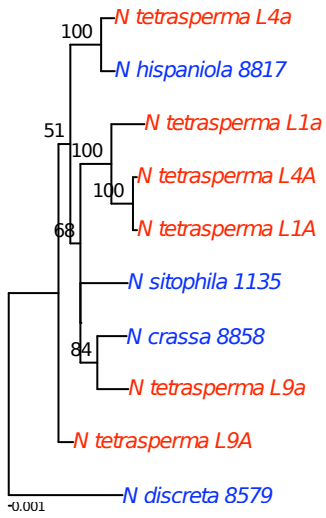 N tetrasperma L4a
100
N hispaniola 8817
N tetrasperma L1a
51
100
N tetrasperma L4A
100
N tetrasperma L1A
68
N sitophila 1135
N crassa 8858
84
N tetrasperma L9a
N tetrasperma L9A
N discreta 8579
0.001